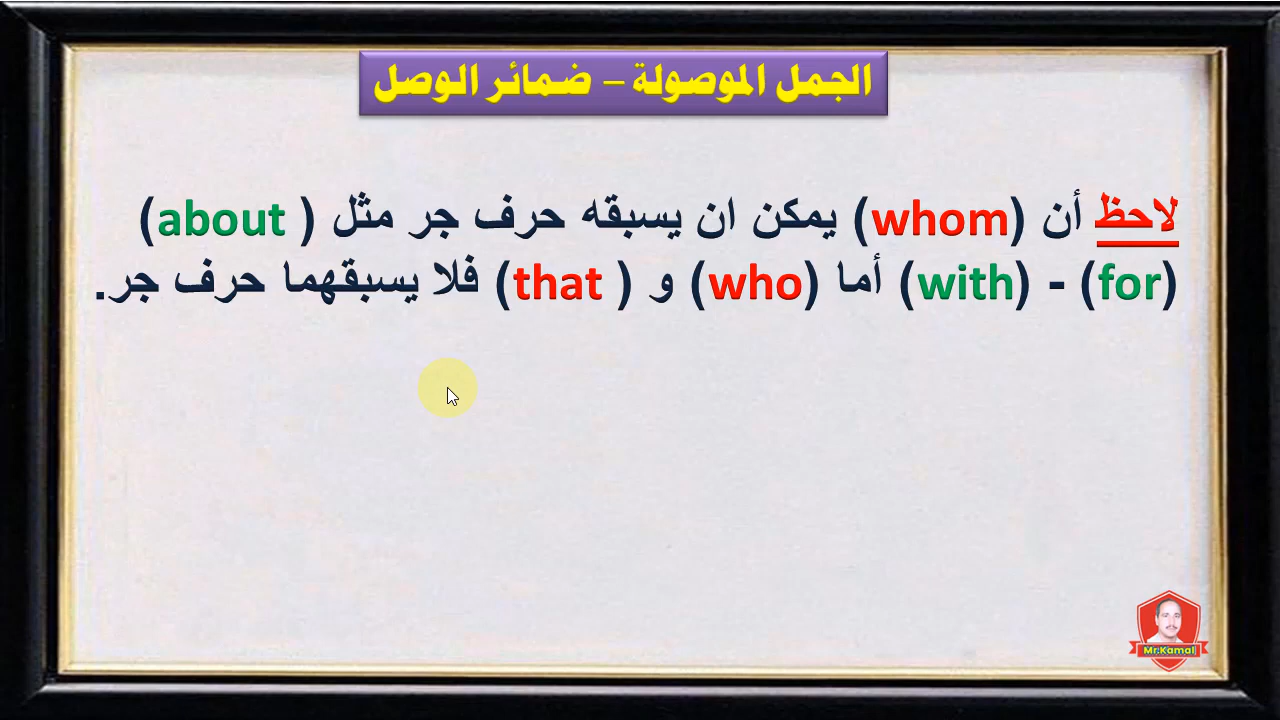 الجمل الموصولة – ضمائر الوصل
لاحظ أن (whom) يمكن ان يسبقه حرف جر مثل ( about)
(for) - (with) أما (who) و ( that) فلا يسبقهما حرف جر.
Mr.Kamal